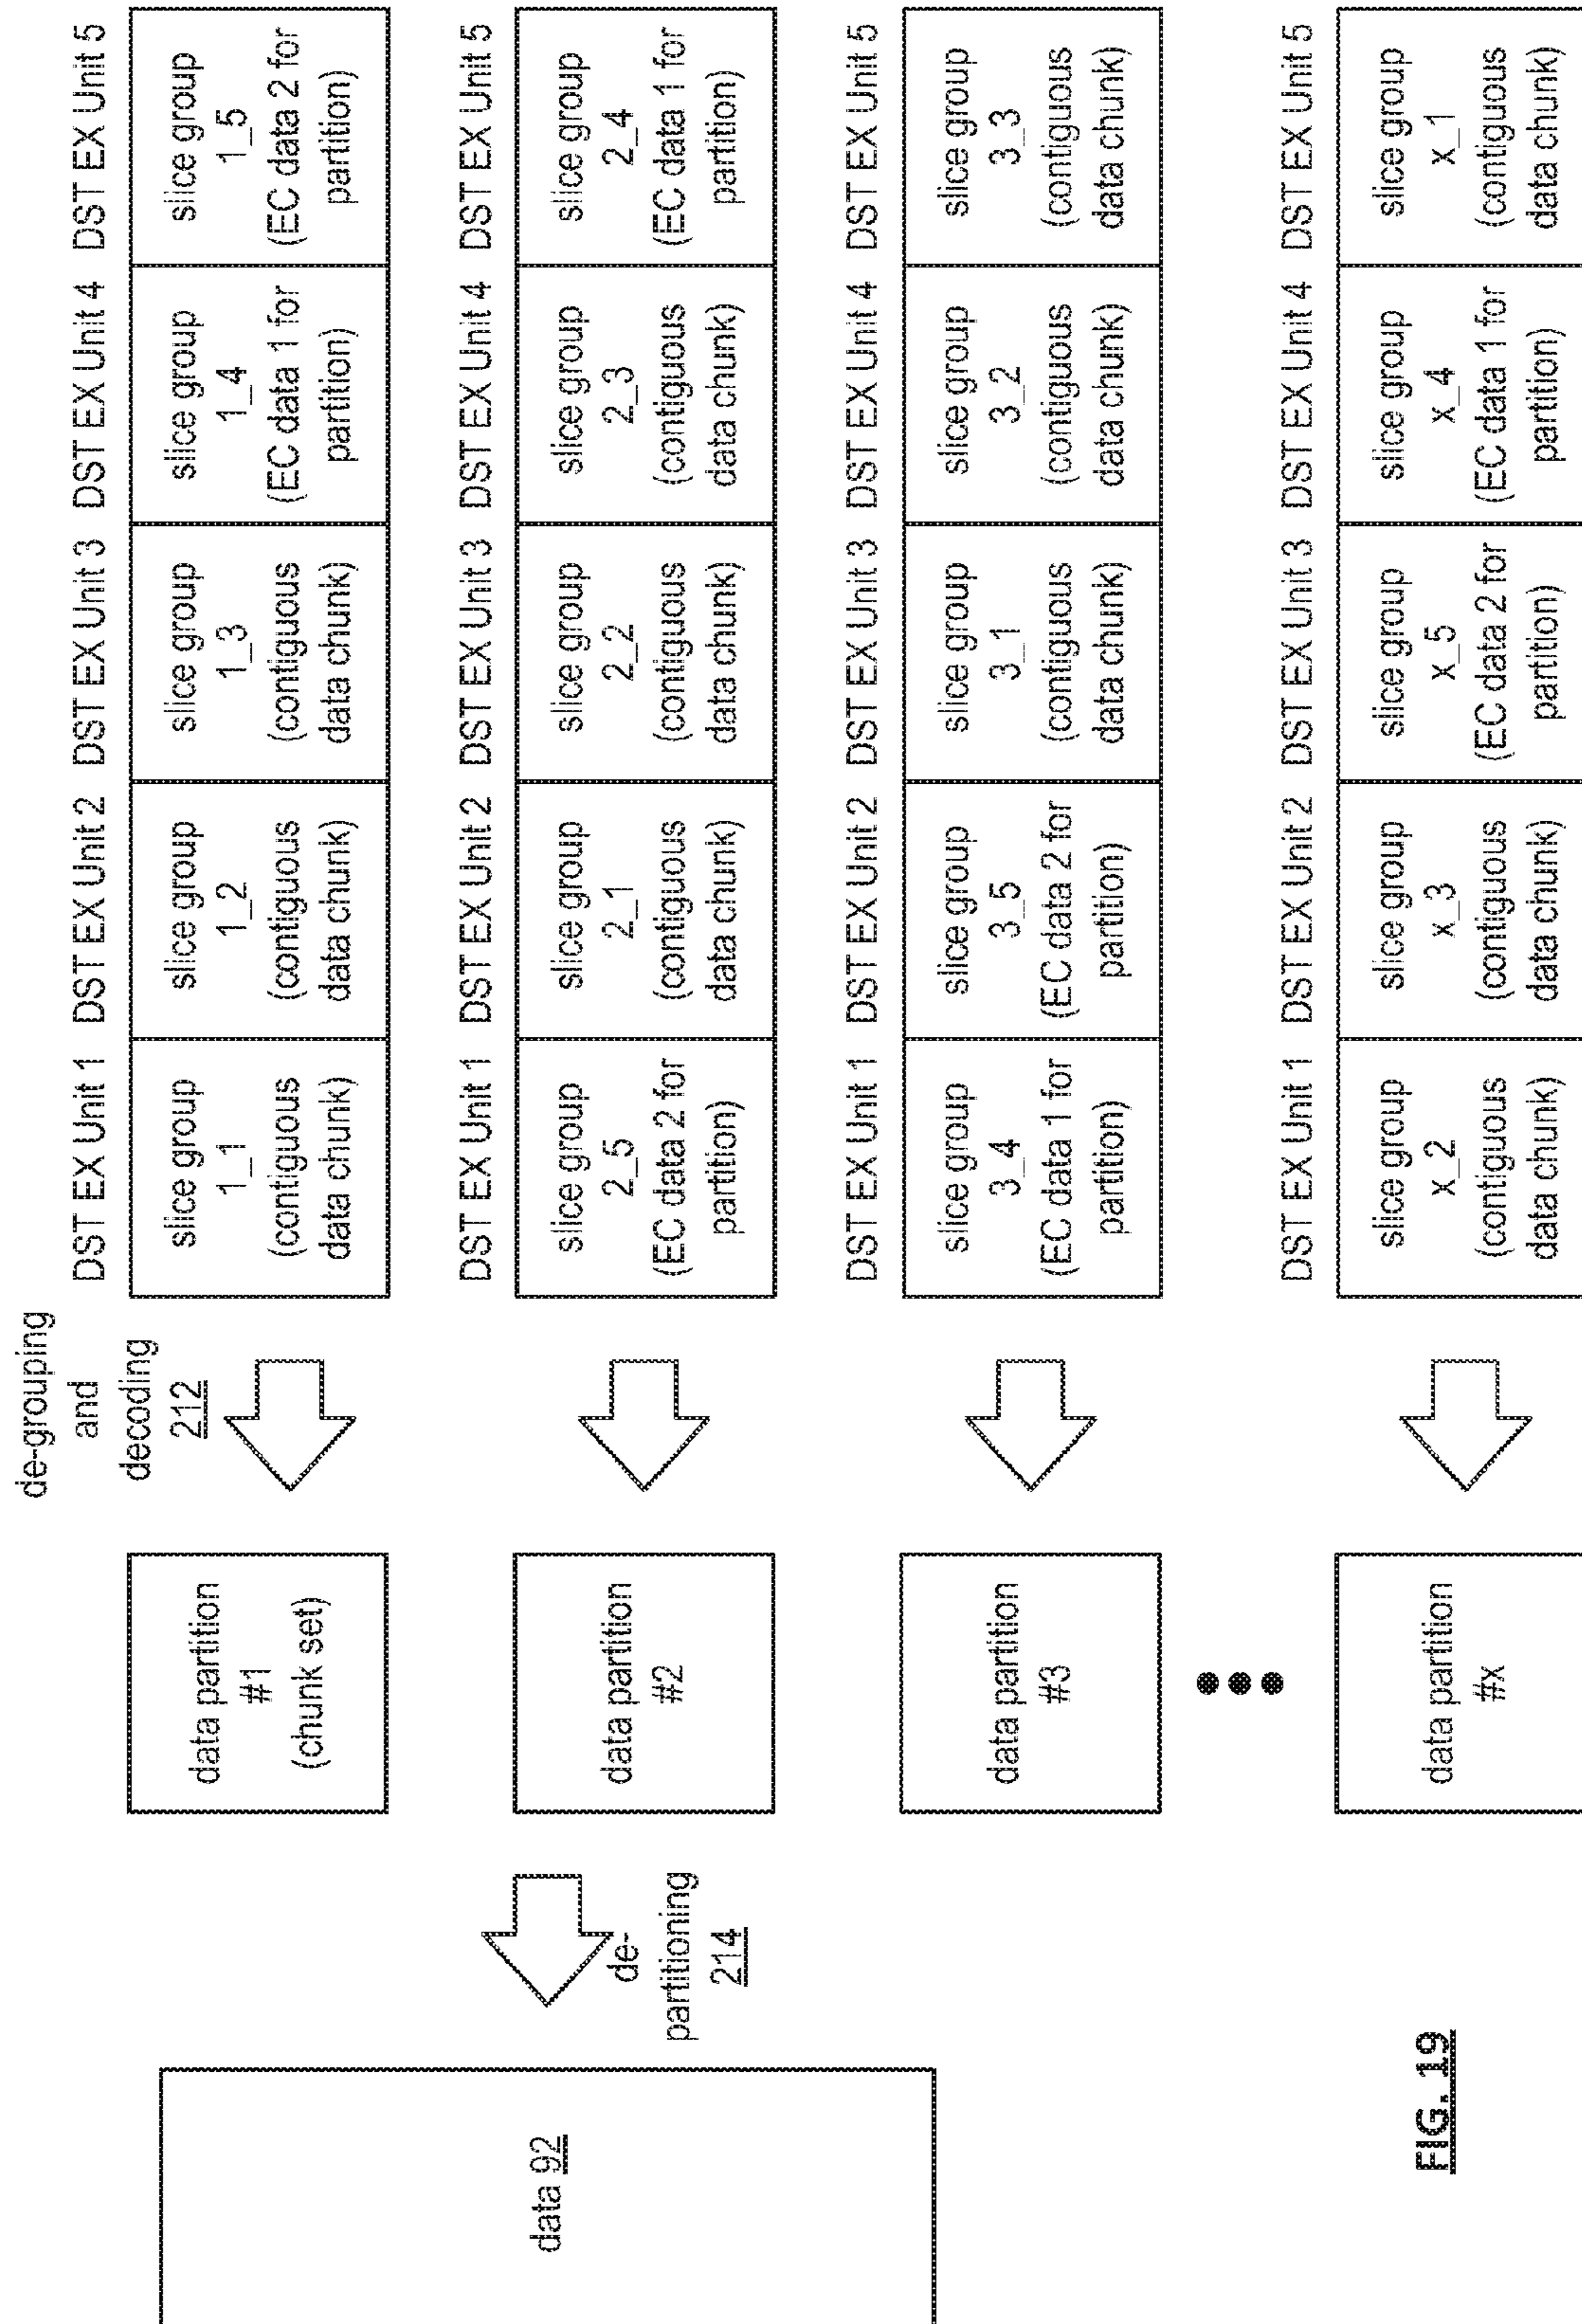 de-grouping
and
decoding
212
DST EX Unit 1 DST EX Unit 2 DST EX Unit 3 DST EX Unit 4 DST EX Unit 5
data partition
#1
(chunk set)
slice group
1_1
(contiguous
data chunk)
slice group
1_2
(contiguous
data chunk)
slice group
1_3
(contiguous
data chunk)
slice group
1_4
(EC data 1 for
partition)
slice group
1_5
(EC data 2 for
partition)
DST EX Unit 1 DST EX Unit 2 DST EX Unit 3 DST EX Unit 4 DST EX Unit 5
data 92
de-
partitioning
214
data partition
#2
slice group
2_5
(EC data 2 for
partition)
slice group
2_1
(contiguous
data chunk)
slice group
2_2
(contiguous
data chunk)
slice group
2_3
(contiguous
data chunk)
slice group
2_4
(EC data 1 for
partition)
DST EX Unit 1 DST EX Unit 2 DST EX Unit 3 DST EX Unit 4 DST EX Unit 5
data partition
#3
slice group
3_4
(EC data 1 for
partition)
slice group
3_5
(EC data 2 for
partition)
slice group
3_1
(contiguous
data chunk)
slice group
3_2
(contiguous
data chunk)
slice group
3_3
(contiguous
data chunk)
DST EX Unit 1 DST EX Unit 2 DST EX Unit 3 DST EX Unit 4 DST EX Unit 5
data partition
#x
slice group
x_2
(contiguous
data chunk)
slice group
x_3
(contiguous
data chunk)
slice group
x_5
(EC data 2 for
partition)
slice group
x_4
(EC data 1 for
partition)
slice group
x_1
(contiguous
data chunk)
FIG. 19